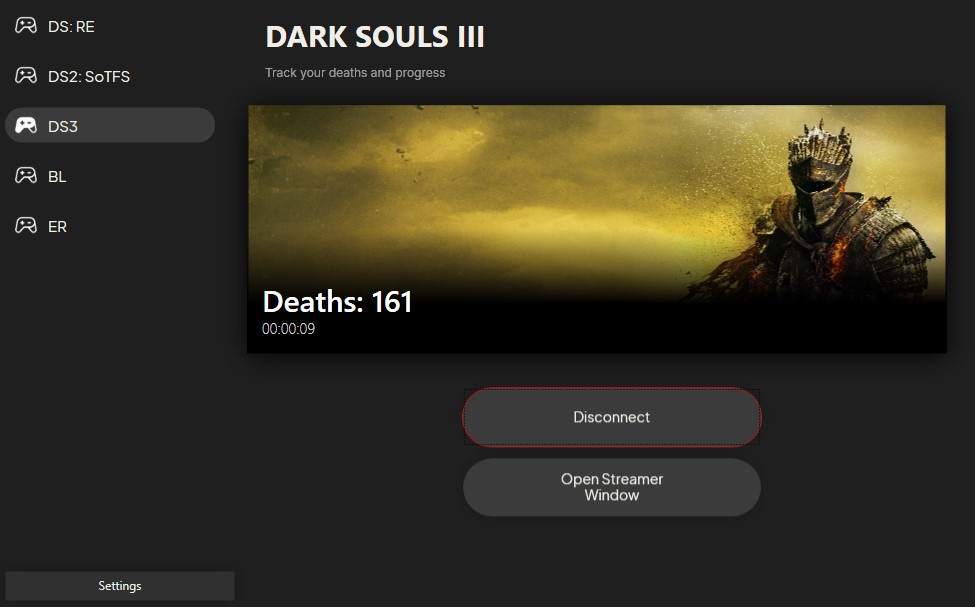 DS: RE
DS2: SoTFS
DS3
BL
ER
Settings
DARK SOULS III
Track your deaths and progress
Deaths: 161
00:00:09
Disconnect
Open Streamer
Window